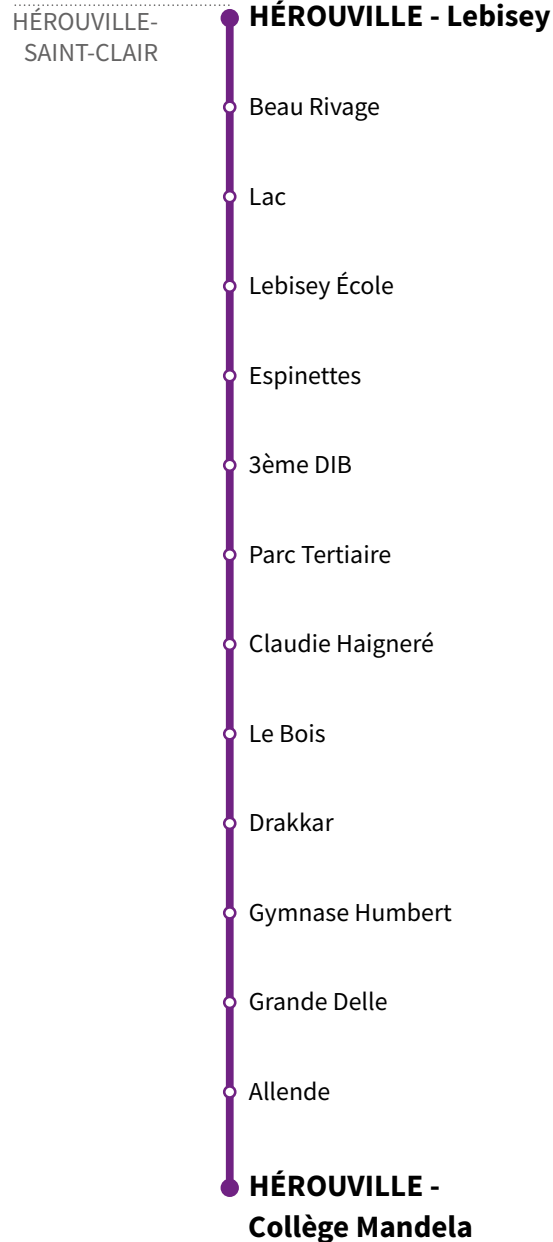 HÉROUVILLE-
SAINT-CLAIR
HÉROUVILLE - Lebisey
Beau Rivage
Lac
Lebisey École
Espinettes
3ème DIB
Parc Tertiaire
Claudie Haigneré
Le Bois
Drakkar
Gymnase Humbert
Grande Delle
Allende
HÉROUVILLE -
Collège Mandela